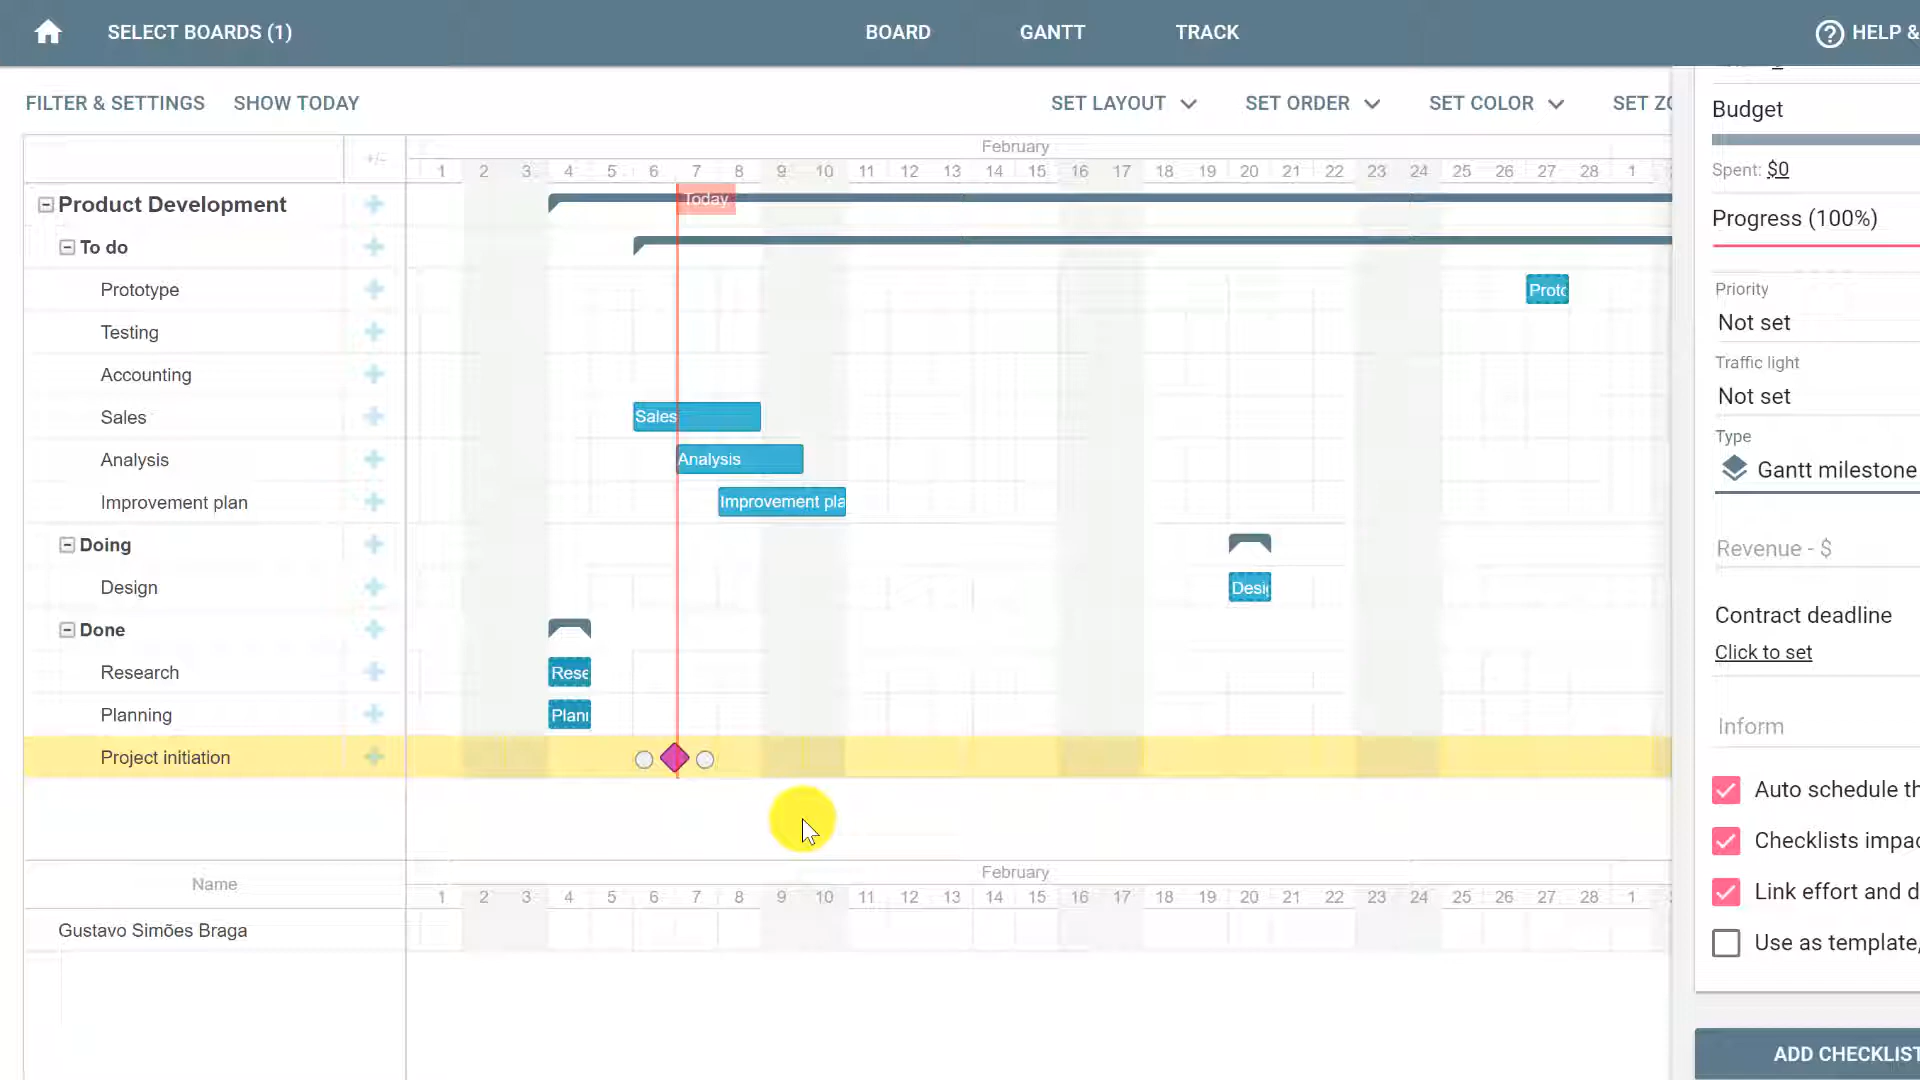 SELECT BOARDS (1)
BOARD
GANTT
TRACK
HELP &
FILTER & SETTINGS
SHOW TODAY
SET LAYOUT
SET ORDER
SET COLOR
SET ZO
+/-
February
1 2 3 4 5 6 7 8 9 10 11 12 13 14 15 16 17 18 19 20 21 22 23 24 25 26 27 28 1
Product Development
Today
To do
Prototype
Proto
Testing
Accounting
Sales
Sales
Analysis
Analysis
Improvement plan
Improvement pla
Doing
Design
Desi
Done
Research
Rese
Planning
Plan
Project initiation
February
Name
1 2 3 4 5 6 7 8 9 10 11 12 13 14 15 16 17 18 19 20 21 22 23 24 25 26 27 28 1
Gustavo Simões Braga
Budget
Spent: $0
Progress (100%)
Priority
Not set
Traffic light
Not set
Type
Gantt milestone
Revenue - $
Contract deadline
Click to set
Inform
Auto schedule th
Checklists impac
Link effort and d
Use as template,
ADD CHECKLIST